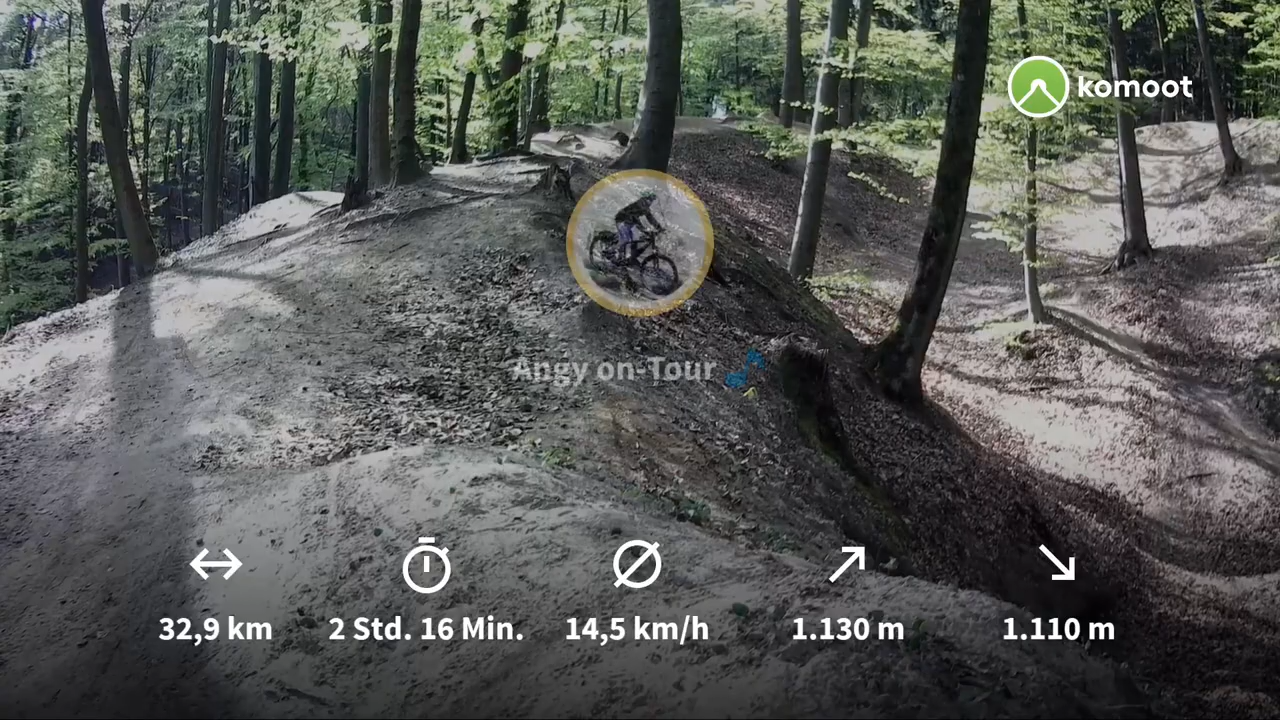 komoot
Angy on-Tour
32,9 km
2 Std. 16 Min.
14,5 km/h
1.130 m
1.110 m